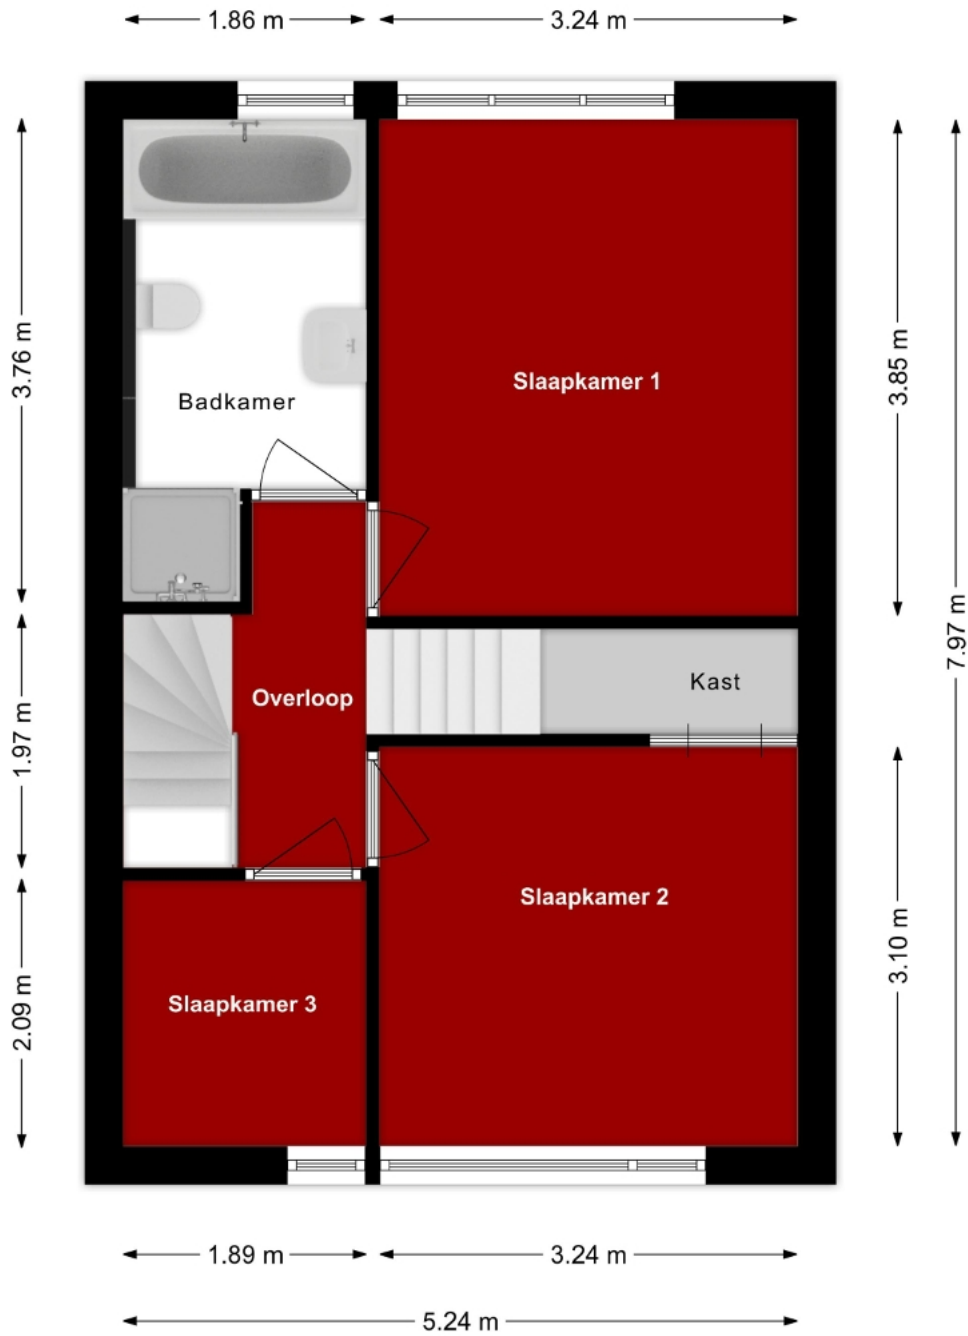 1.86 m
3.24 m
3.76 m
Slaapkamer 1
3.85 m
Badkamer
7.97 m
Kast
Overloop
1.97 m
Slaapkamer 2
3.10 m
Slaapkamer 3
2.09 m
1.89 m
3.24 m
5.24 m